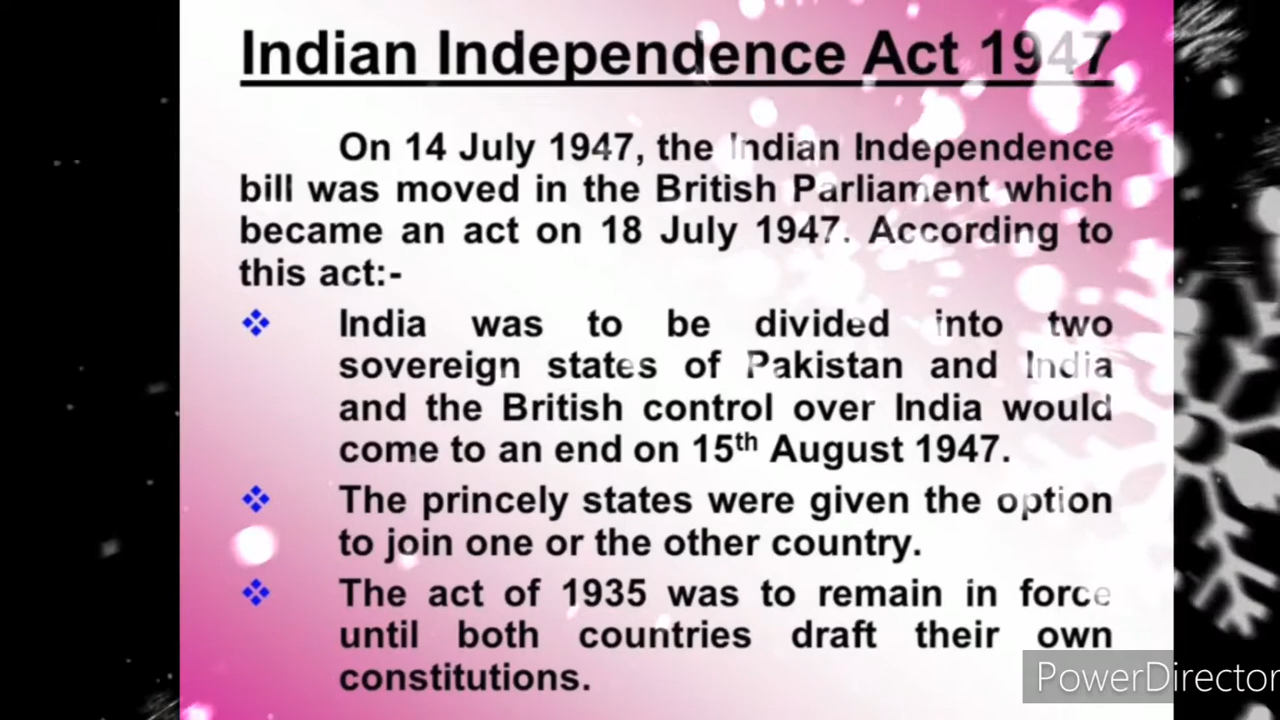 Indian Independence Act 1947
On 14 July 1947, the Indian Independence
bill was moved in the British Parliament which
became an act on 18 July 1947. According to
this act:-
❖ India was to be divided into two
sovereign states of Pakistan and India
and the British control over India would
come to an end on 15th August 1947.
❖ The princely states were given the option
to join one or the other country.
❖ The act of 1935 was to remain in force
until both countries draft their own
constitutions.
PowerDirector